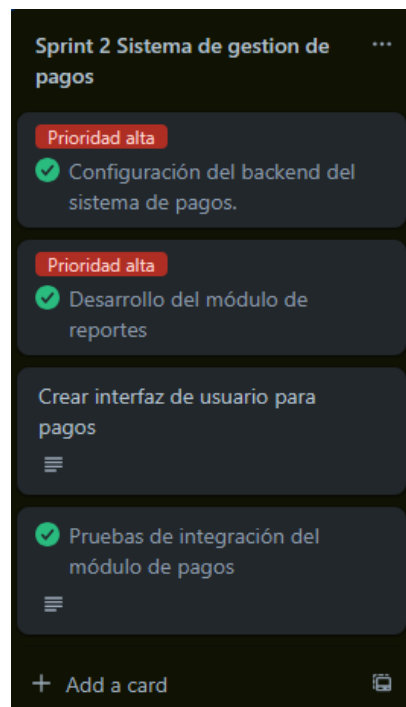 Sprint 2 Sistema de gestion de
pagos
Prioridad alta
Configuración del backend del
sistema de pagos.
Prioridad alta
Desarrollo del módulo de
reportes
Crear interfaz de usuario para
pagos
Pruebas de integración del
módulo de pagos
Add a card